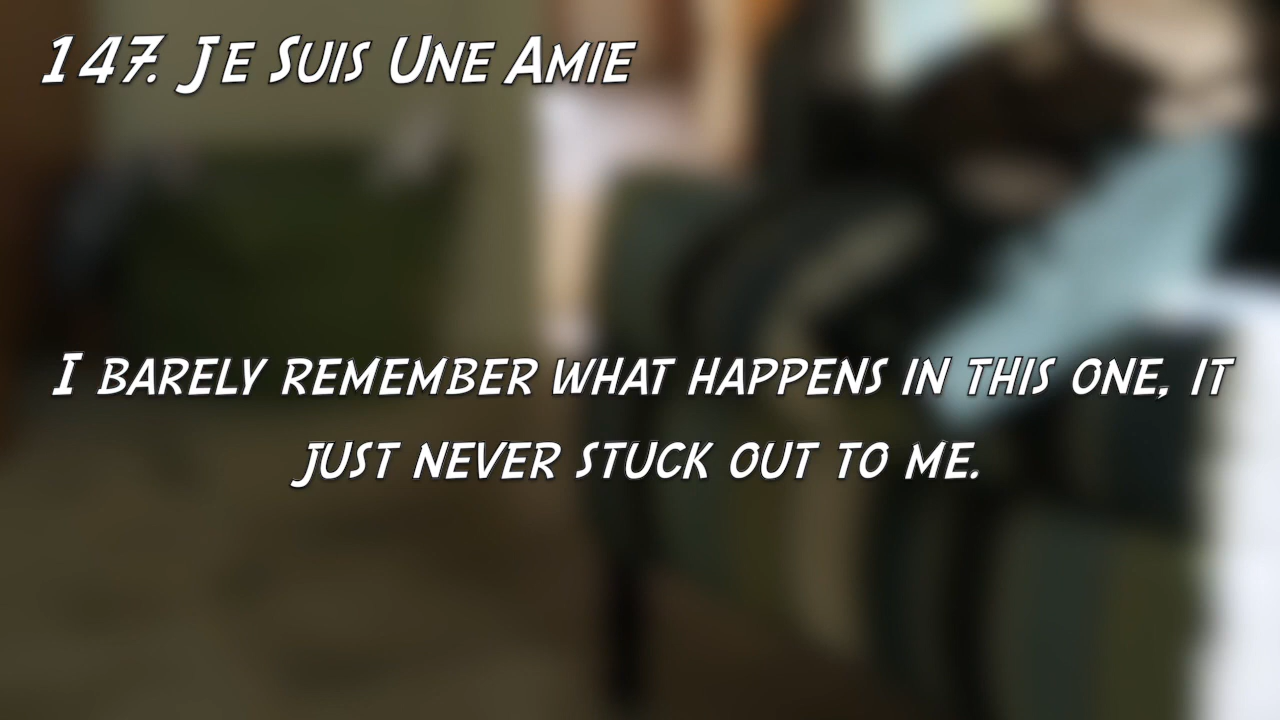 147. Je Suis Une Amie
I barely remember what happens in this one, it
just never stuck out to me.